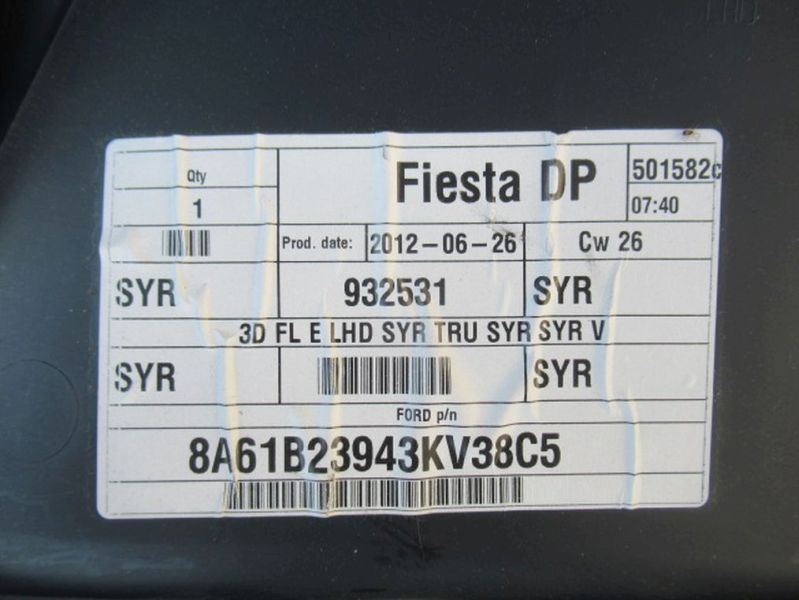 LHD
Qty
1
Fiesta DP
501582c
07:40
Prod. date: 2012-06-26
Cw 26
SYR 932531 SYR
3D FL E LHD SYR TRU SYR SYR V
SYR SYR
FORD p/n
8A61B23943KV38C5